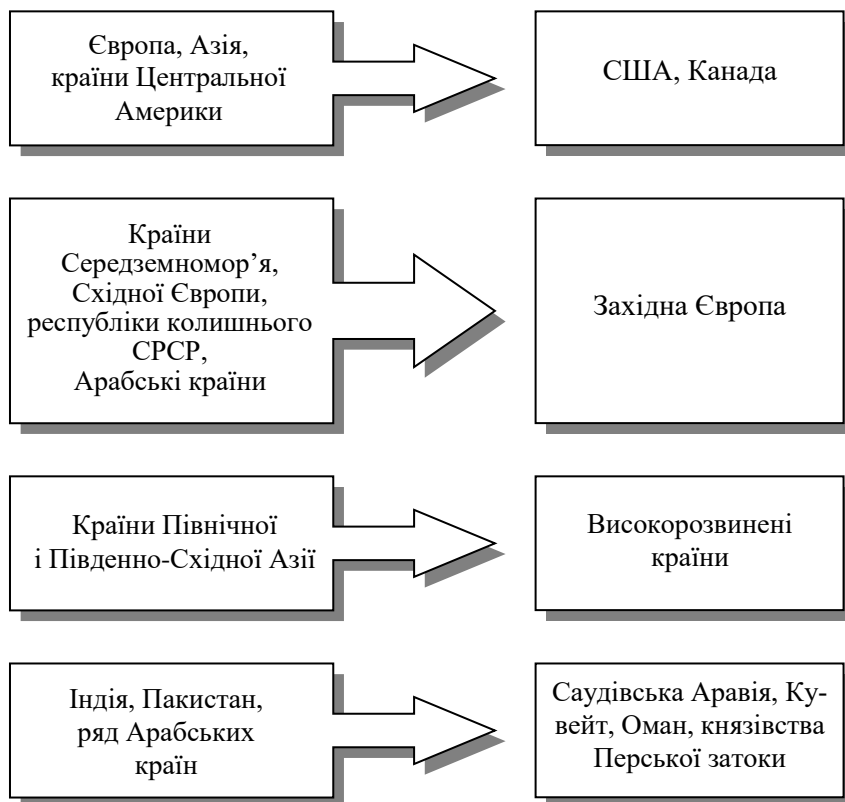 Європа, Азія,
країни Центральної
Америки
США, Канада
Країни
Середземномор’я,
Східної Європи,
республіки колишнього
СРСР,
Арабські країни
Західна Європа
Країни Північної
і Південно-Східної Азії
Високорозвинені
країни
Індія, Пакистан,
ряд Арабських
країн
Саудівська Аравія, Ку-
вейт, Оман, князівства
Перської затоки